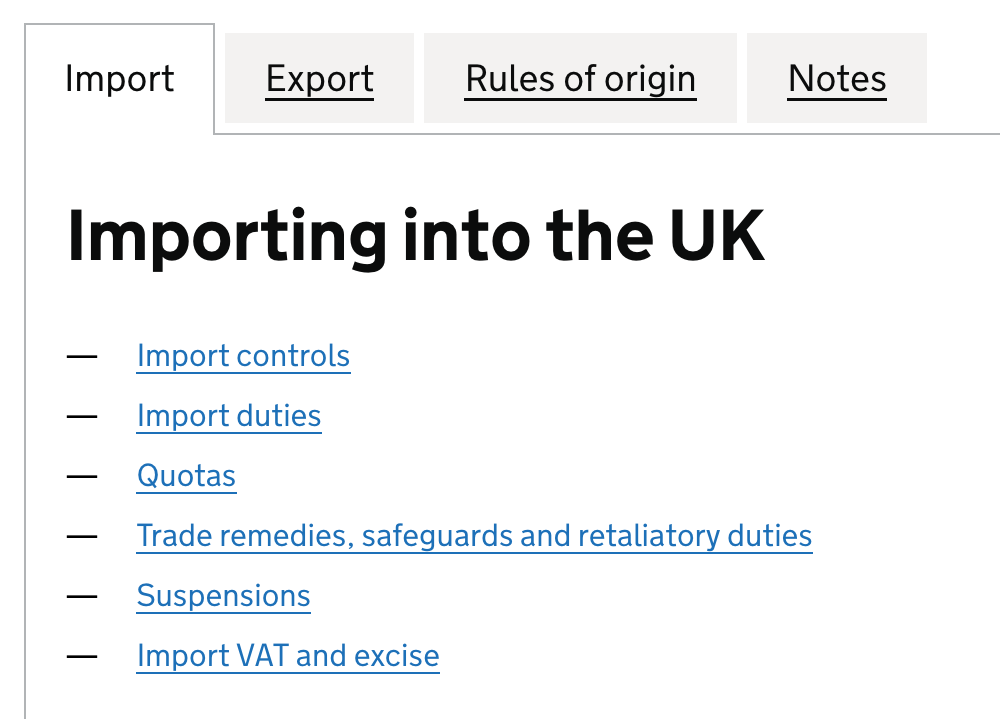 Import Export Rules of origin Notes
Importing into the UK
— Import controls
— Import duties
— Quotas
— Trade remedies, safeguards and retaliatory duties
— Suspensions
— Import VAT and excise